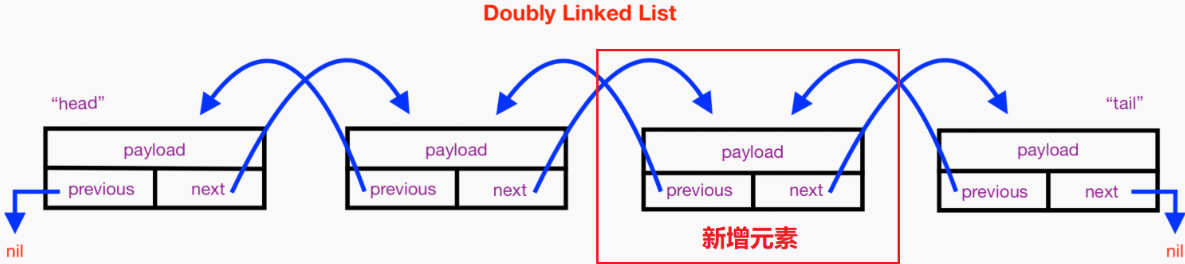 Doubly Linked List
“head”
“tail”
payload
payload
payload
payload
previous next
previous next
previous next
previous next
新增元素
nil
nil